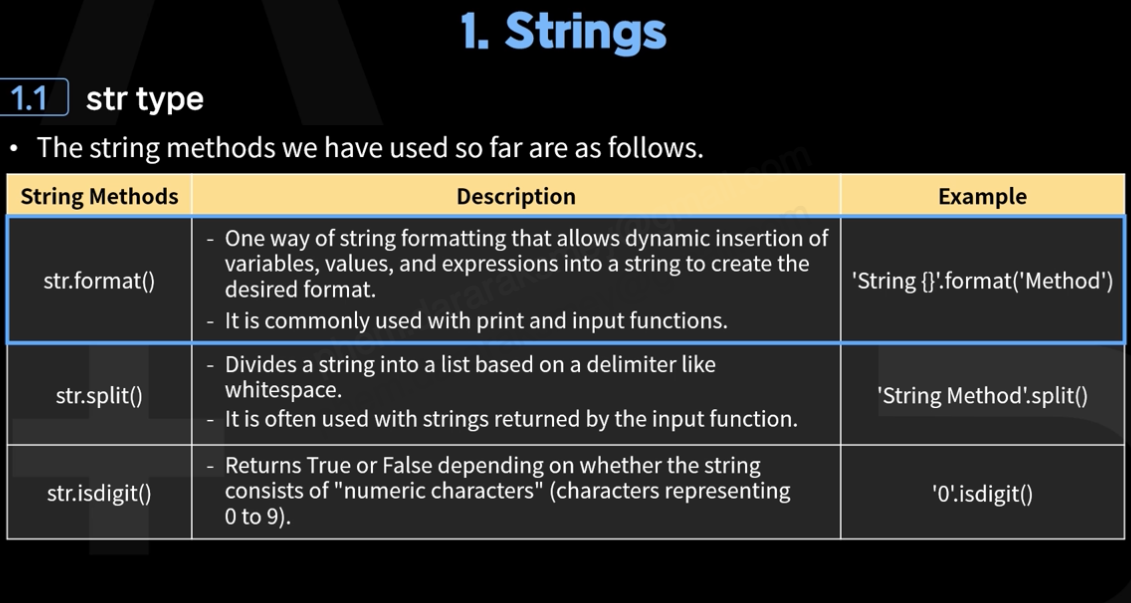 1. Strings
1.1 str type
• The string methods we have used so far are as follows.
String Methods Description Example
str.format()
- One way of string formatting that allows dynamic insertion of
variables, values, and expressions into a string to create the
desired format.
- It is commonly used with print and input functions.
'String {}'.format('Method')
str.split()
- Divides a string into a list based on a delimiter like
whitespace.
- It is often used with strings returned by the input function.
'String Method'.split()
str.isdigit()
- Returns True or False depending on whether the string
consists of "numeric characters" (characters representing
0 to 9).
'0'.isdigit()